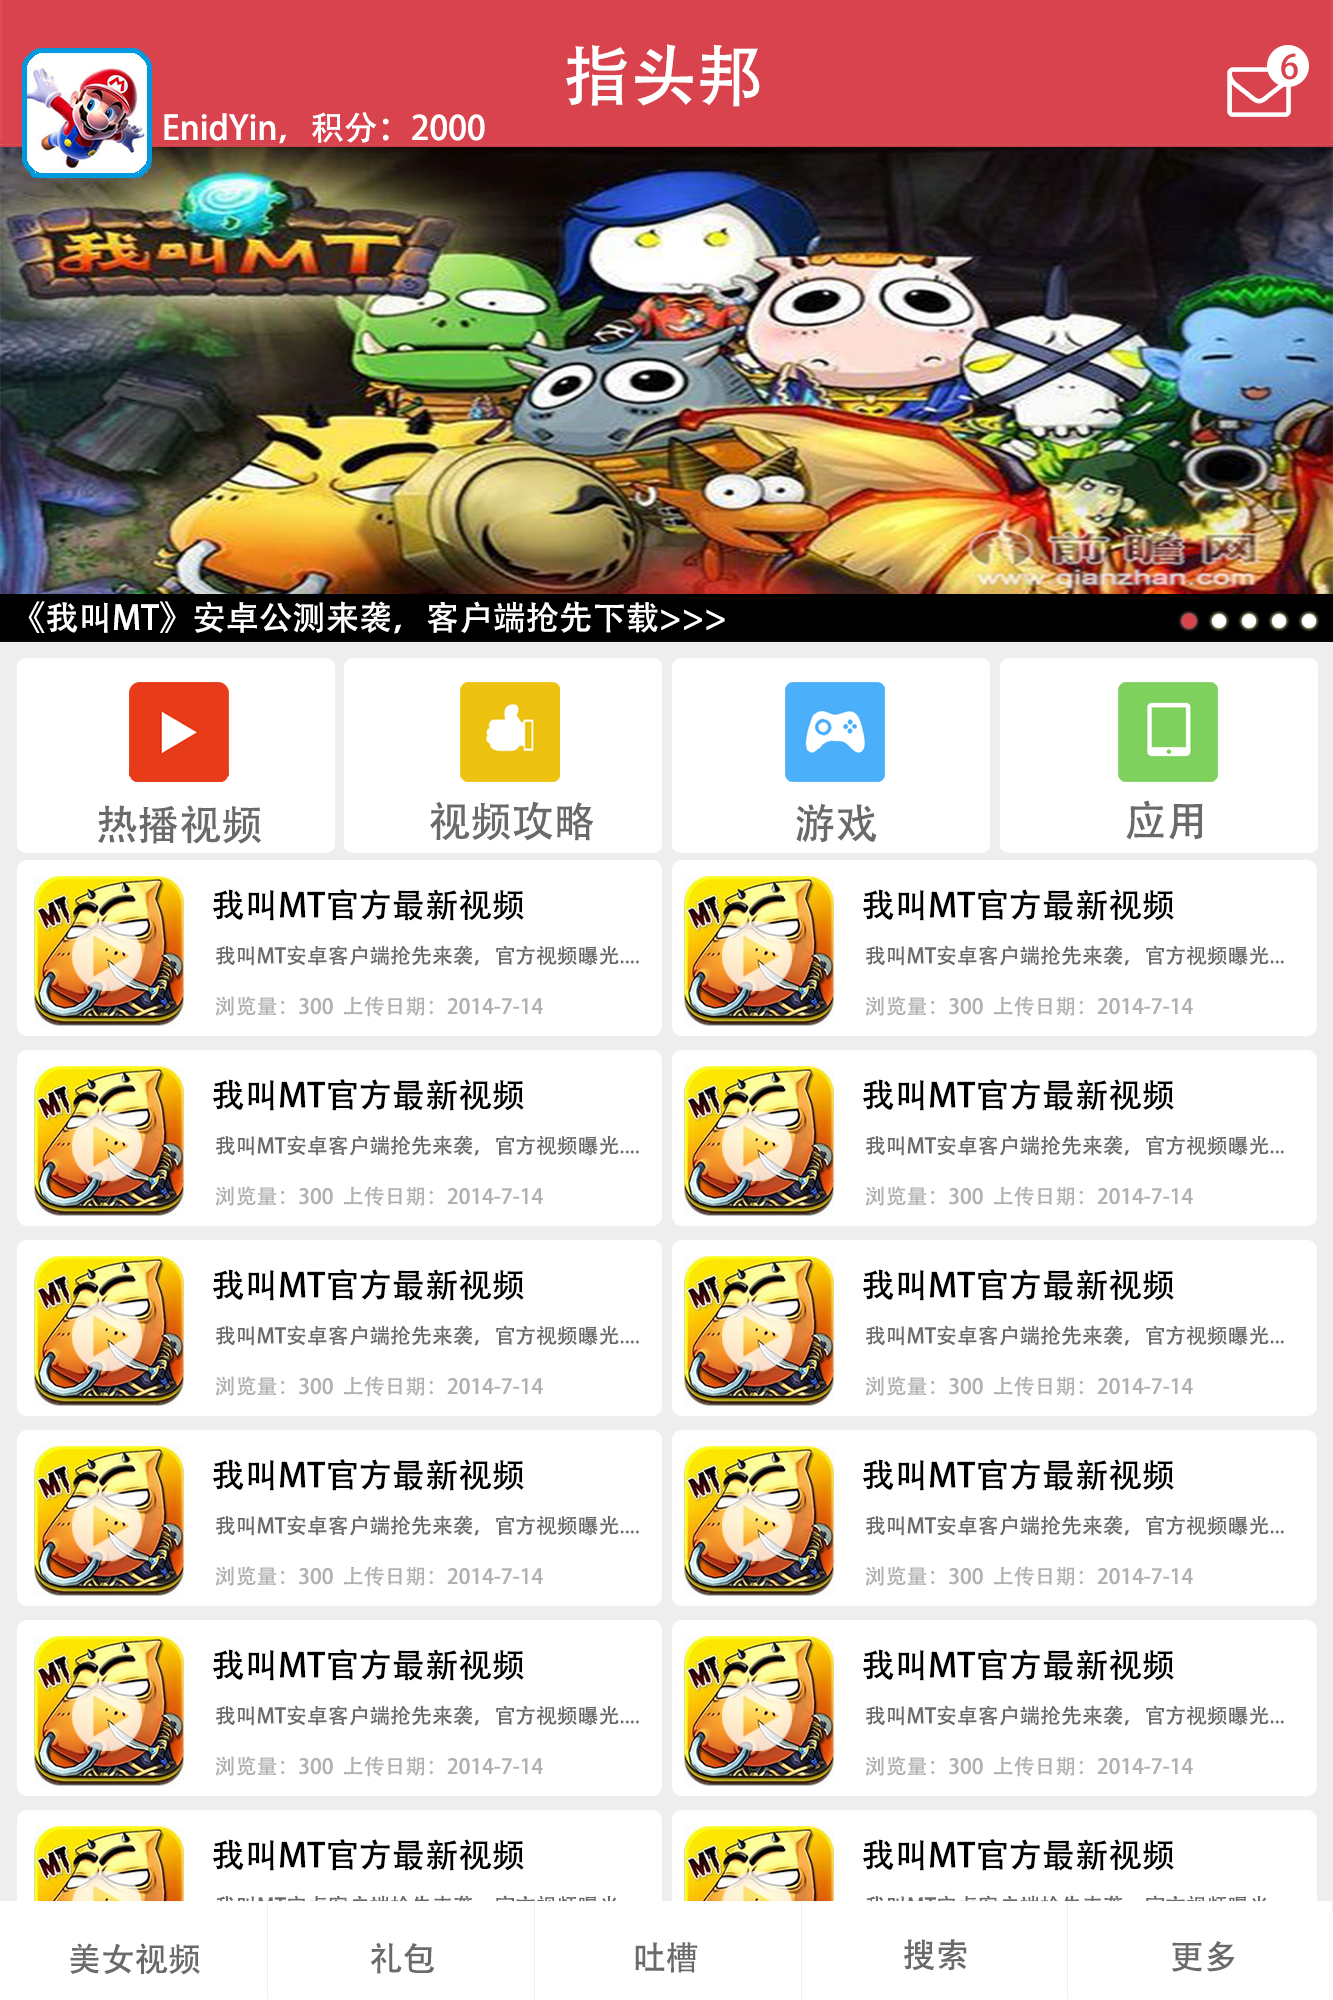 指头邦
6
EnidYin，积分：2000
我叫MT
前瞻网
www.qianzhan.com
《我叫MT》安卓公测来袭，客户端抢先下载>>>
热播视频 视频攻略 游戏 应用
MT 我叫MT官方最新视频
我叫MT安卓客户端抢先来袭，官方视频曝光....
浏览量：300 上传日期：2014-7-14
MT 我叫MT官方最新视频
我叫MT安卓客户端抢先来袭，官方视频曝光...
浏览量：300 上传日期：2014-7-14
MT 我叫MT官方最新视频
我叫MT安卓客户端抢先来袭，官方视频曝光....
浏览量：300 上传日期：2014-7-14
MT 我叫MT官方最新视频
我叫MT安卓客户端抢先来袭，官方视频曝光...
浏览量：300 上传日期：2014-7-14
MT 我叫MT官方最新视频
我叫MT安卓客户端抢先来袭，官方视频曝光....
浏览量：300 上传日期：2014-7-14
MT 我叫MT官方最新视频
我叫MT安卓客户端抢先来袭，官方视频曝光...
浏览量：300 上传日期：2014-7-14
MT 我叫MT官方最新视频
我叫MT安卓客户端抢先来袭，官方视频曝光....
浏览量：300 上传日期：2014-7-14
MT 我叫MT官方最新视频
我叫MT安卓客户端抢先来袭，官方视频曝光...
浏览量：300 上传日期：2014-7-14
MT 我叫MT官方最新视频
我叫MT安卓客户端抢先来袭，官方视频曝光....
浏览量：300 上传日期：2014-7-14
MT 我叫MT官方最新视频
我叫MT安卓客户端抢先来袭，官方视频曝光...
浏览量：300 上传日期：2014-7-14
MT 我叫MT官方最新视频
MT 我叫MT官方最新视频
美女视频 礼包 吐槽 搜索 更多